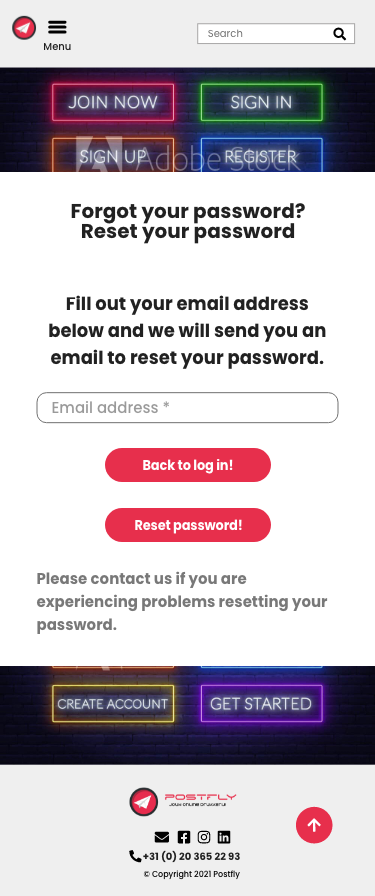 Menu
Search
JOIN NOW
SIGN IN
SIGN UP
REGISTER
Adobe Stock
Forgot your password?
Reset your password
Fill out your email address
below and we will send you an
email to reset your password.
Email address *
Back to log in!
Reset password!
Please contact us if you are
experiencing problems resetting your
password.
CREATE ACCOUNT
GET STARTED
POSTFLY
+31 (0) 20 365 22 93
© Copyright 2021 Postfly